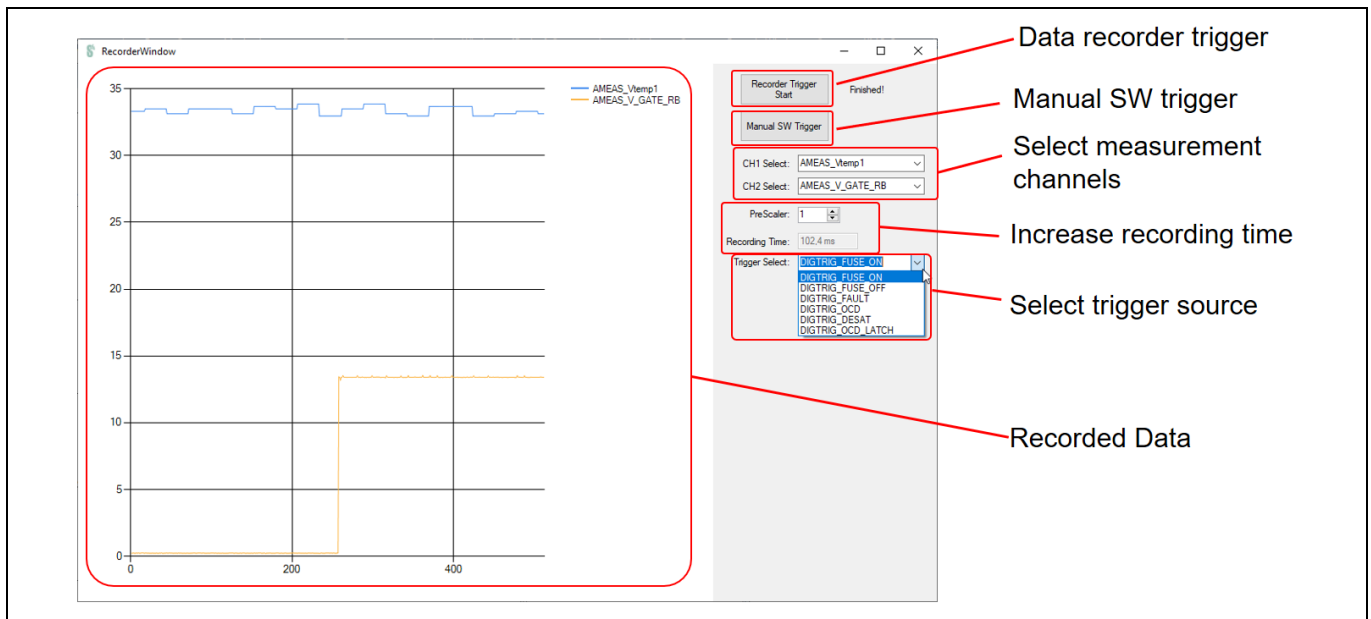 RecorderWindow
35
30
25
20
15
10
5
0
0
200
400
AMEAS_Vtemp1
AMEAS_V_GATE_RB
Recorder Trigger
Start
Finished!
Manual SW Trigger
CH1 Select:
AMEAS_Vtemp1
CH2 Select:
AMEAS_V_GATE_RB
PreScaler:
1
Recording Time:
102,4 ms
Trigger Select:
DIGTRIG_FUSE_ON
DIGTRIG_FUSE_ON
DIGTRIG_FUSE_OFF
DIGTRIG_FAULT
DIGTRIG_OCD
DIGTRIG_DESAT
DIGTRIG_OCD_LATCH
Data recorder trigger
Manual SW trigger
Select measurement
channels
Increase recording time
Select trigger source
Recorded Data